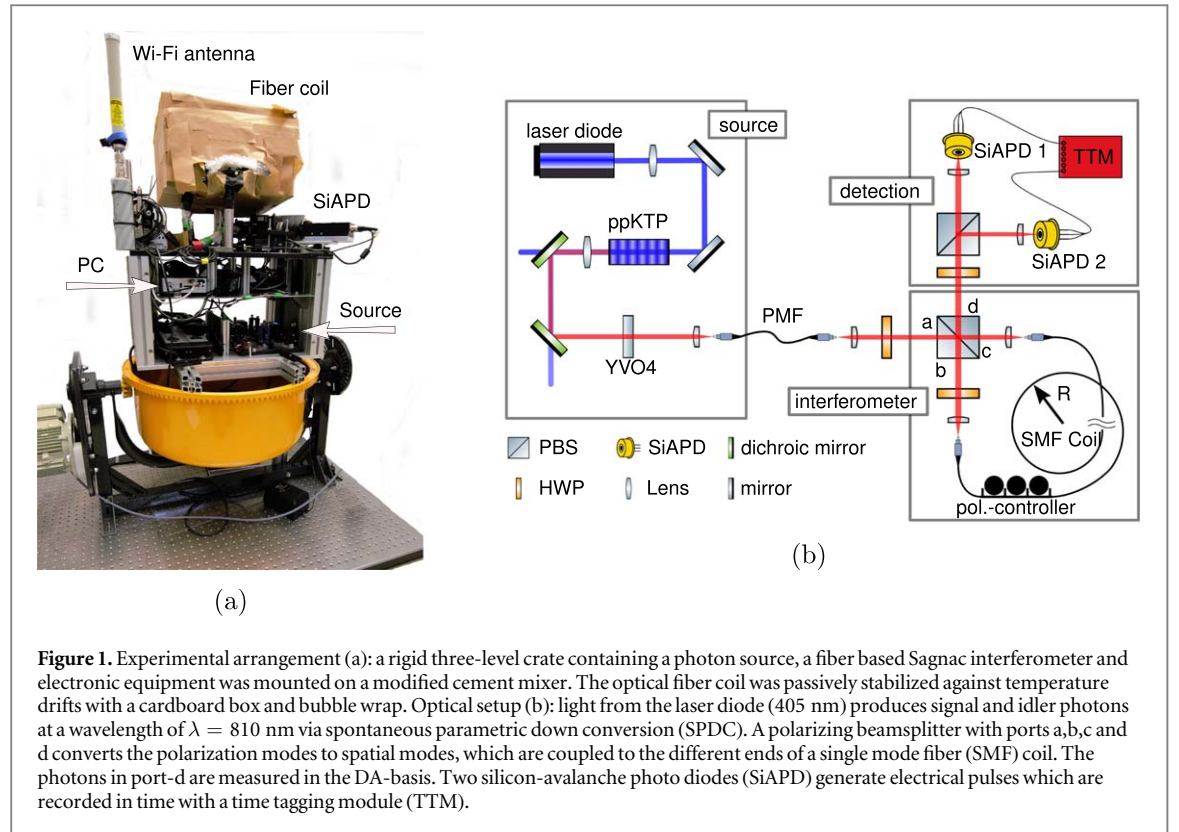 Wi-Fi antenna
Fiber coil
SiAPD
PC
Source
(a)
laser diode
source
ppKTP
YVO4
PMF
detection
SiAPD 1
TTM
SiAPD 2
interferometer
a
b
c
d
R
SMF Coil
pol.-controller
PBS
SiAPD
dichroic mirror
HWP
Lens
mirror
(b)
Figure 1. Experimental arrangement (a): a rigid three-level crate containing a photon source, a fiber based Sagnac interferometer and
electronic equipment was mounted on a modified cement mixer. The optical fiber coil was passively stabilized against temperature
drifts with a cardboard box and bubble wrap. Optical setup (b): light from the laser diode (405 nm) produces signal and idler photons
at a wavelength of λ = 810 nm via spontaneous parametric down conversion (SPDC). A polarizing beamsplitter with ports a,b,c and
d converts the polarization modes to spatial modes, which are coupled to the different ends of a single mode fiber (SMF) coil. The
photons in port-d are measured in the DA-basis. Two silicon-avalanche photo diodes (SiAPD) generate electrical pulses which are
recorded in time with a time tagging module (TTM).